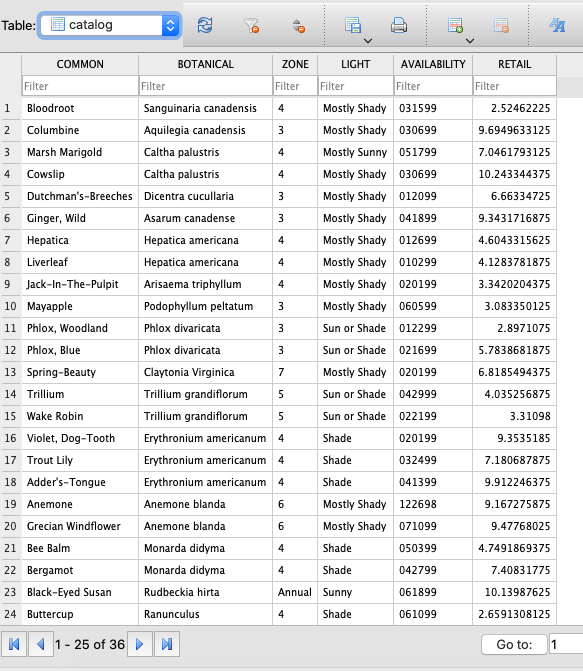 Table: catalog
COMMON BOTANICAL ZONE LIGHT AVAILABILITY RETAIL
Filter Filter Filter Filter Filter Filter
1 Bloodroot Sanguinaria canadensis 4 Mostly Shady 031599 2.52462225
2 Columbine Aquilegia canadensis 3 Mostly Shady 030699 9.6949633125
3 Marsh Marigold Caltha palustris 4 Mostly Sunny 051799 7.0461793125
4 Cowslip Caltha palustris 4 Mostly Shady 030699 10.243344375
5 Dutchman's-Breeches Dicentra cucullaria 3 Mostly Shady 012099 6.66334725
6 Ginger, Wild Asarum canadense 3 Mostly Shady 041899 9.3431716875
7 Hepatica Hepatica americana 4 Mostly Shady 012699 4.6043315625
8 Liverleaf Hepatica americana 4 Mostly Shady 010299 4.1283781875
9 Jack-In-The-Pulpit Arisaema triphyllum 4 Mostly Shady 020199 3.3420204375
10 Mayapple Podophyllum peltatum 3 Mostly Shady 060599 3.083350125
11 Phlox, Woodland Phlox divaricata 3 Sun or Shade 012299 2.8971075
12 Phlox, Blue Phlox divaricata 3 Sun or Shade 021699 5.7838681875
13 Spring-Beauty Claytonia Virginica 7 Mostly Shady 020199 6.8185494375
14 Trillium Trillium grandiflorum 5 Sun or Shade 042999 4.035256875
15 Wake Robin Trillium grandiflorum 5 Sun or Shade 022199 3.31098
16 Violet, Dog-Tooth Erythronium americanum 4 Shade 020199 9.3535185
17 Trout Lily Erythronium americanum 4 Shade 032499 7.180687875
18 Adder's-Tongue Erythronium americanum 4 Shade 041399 9.912246375
19 Anemone Anemone blanda 6 Mostly Shady 122698 9.167275875
20 Grecian Windflower Anemone blanda 6 Mostly Shady 071099 9.47768025
21 Bee Balm Monarda didyma 4 Shade 050399 4.7491869375
22 Bergamot Monarda didyma 4 Shade 042799 7.40831775
23 Black-Eyed Susan Rudbeckia hirta Annual Sunny 061899 10.13987625
24 Buttercup Ranunculus 4 Shade 061099 2.6591308125
1 - 25 of 36 Go to: 1